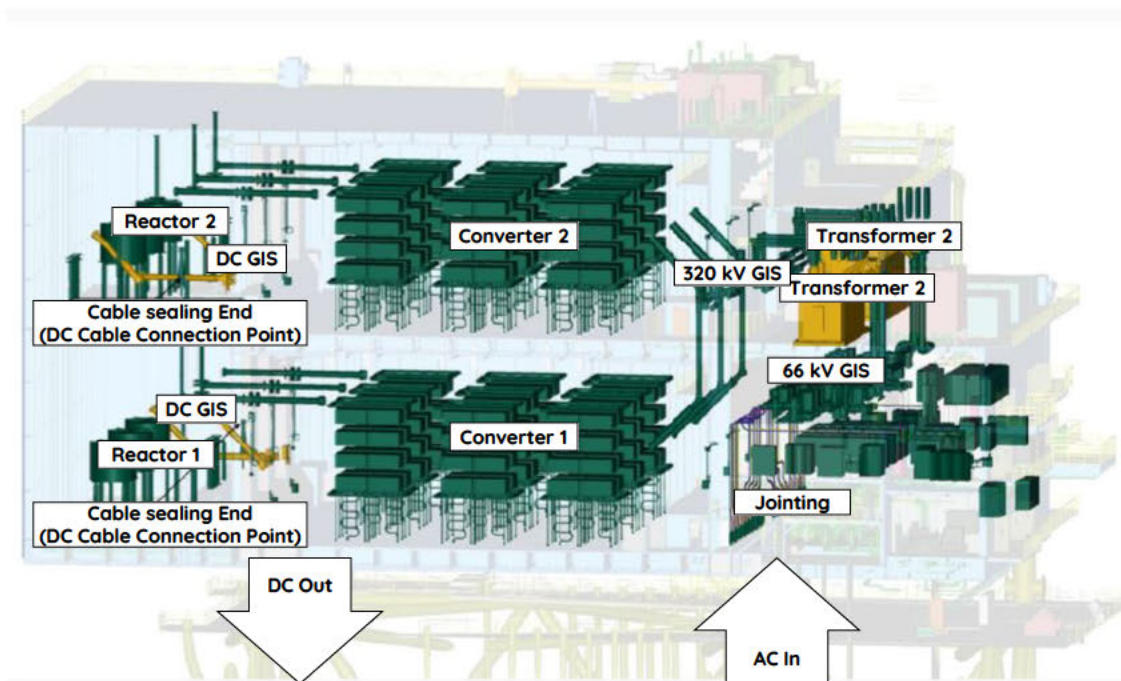 Reactor 2
DC GIS
Cable sealing End
(DC Cable Connection Point)
Converter 2
320 kV GIS
Transformer 2
Transformer 2
66 kV GIS
DC GIS
Reactor 1
Cable sealing End
(DC Cable Connection Point)
Converter 1
Jointing
DC Out
AC In